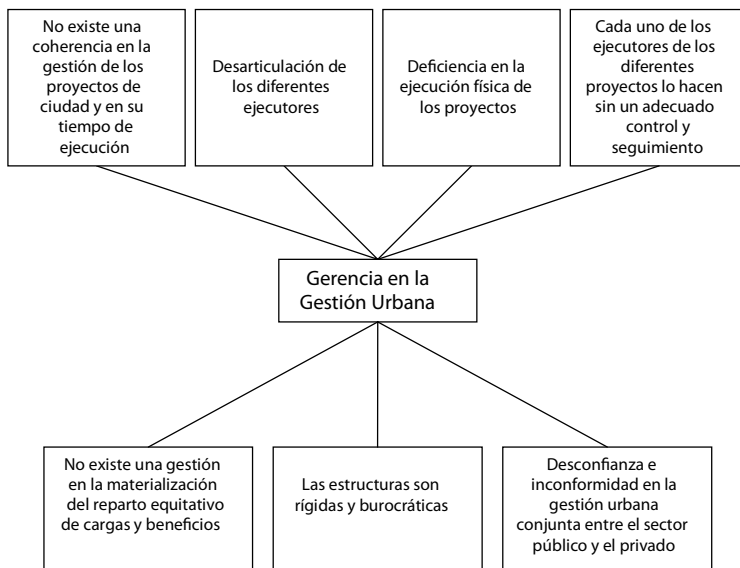 No existe una
coherencia en la
gestión de los
proyectos de
ciudad y en su
tiempo de
ejecución
Desarticulación de
los diferentes
ejecutores
Deficiencia en la
ejecución física de
los proyectos
Cada uno de los
ejecutores de los
diferentes
proyectos lo hacen
sin un adecuado
control y
seguimiento
Gerencia en la
Gestión Urbana
No existe una gestión
en la materialización
del reparto equitativo
de cargas y beneficios
Las estructuras son
rígidas y burocráticas
Desconfianza e
inconformidad en la
gestión urbana
conjunta entre el sector
público y el privado